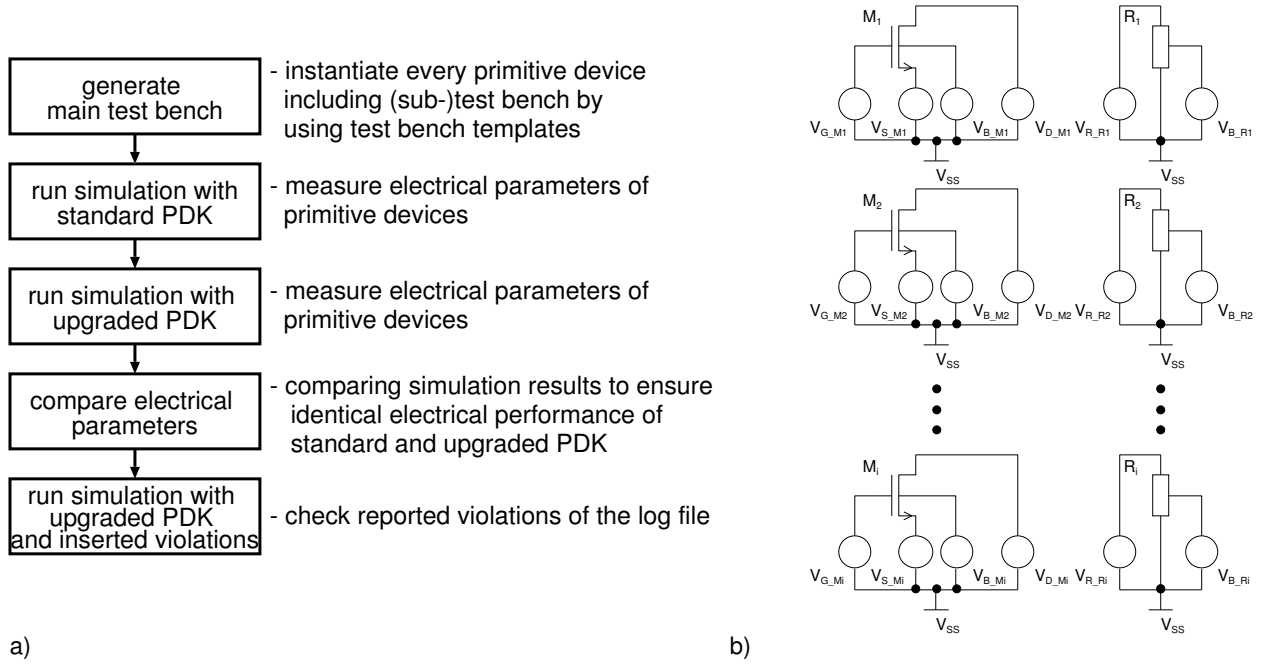 generate
main test bench
- instantiate every primitive device
including (sub-)test bench by
using test bench templates
run simulation with
standard PDK
- measure electrical parameters of
primitive devices
run simulation with
upgraded PDK
- measure electrical parameters of
primitive devices
compare electrical
parameters
- comparing simulation results to ensure
identical electrical performance of
standard and upgraded PDK
run simulation with
upgraded PDK
and inserted violations
- check reported violations of the log file
a)
M1
R1
VG_M1
VS_M1
VB_M1
VD_M1
VR_R1
VB_R1
VSS
VSS
M2
R2
VG_M2
VS_M2
VB_M2
VD_M2
VR_R2
VB_R2
VSS
VSS
Mi
Ri
VG_Mi
VS_Mi
VB_Mi
VD_Mi
VR_Ri
VB_Ri
VSS
VSS
b)